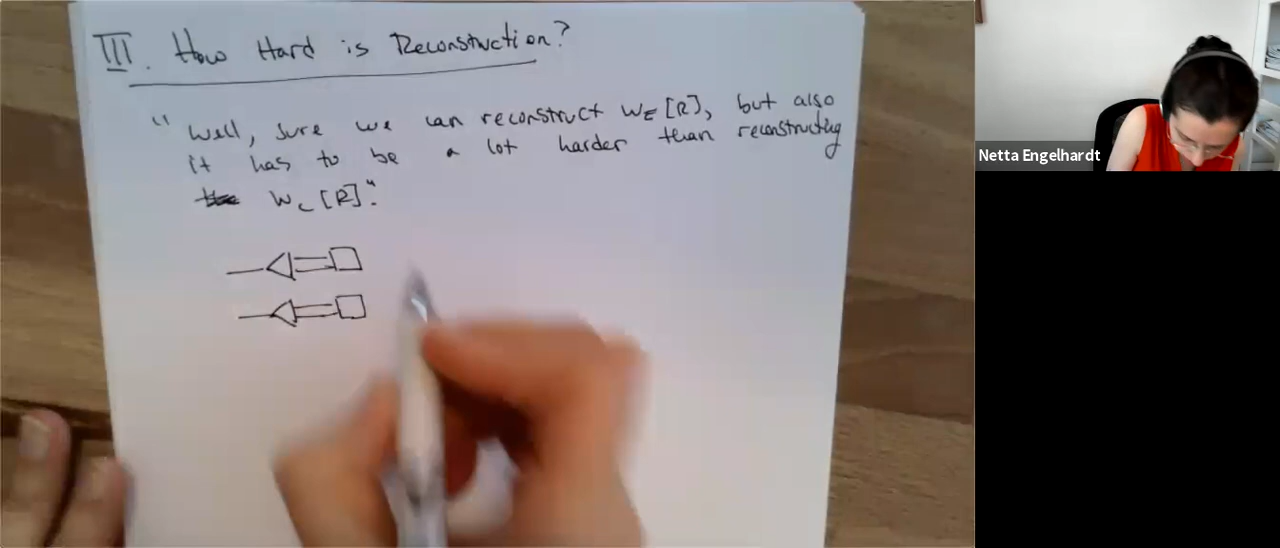 III. How Hard is Reconstruction?
"Well, sure we can reconstruct W_E[R], but also
it has to be a lot harder than reconstructing
W_C[R]."
Netta Engelhardt